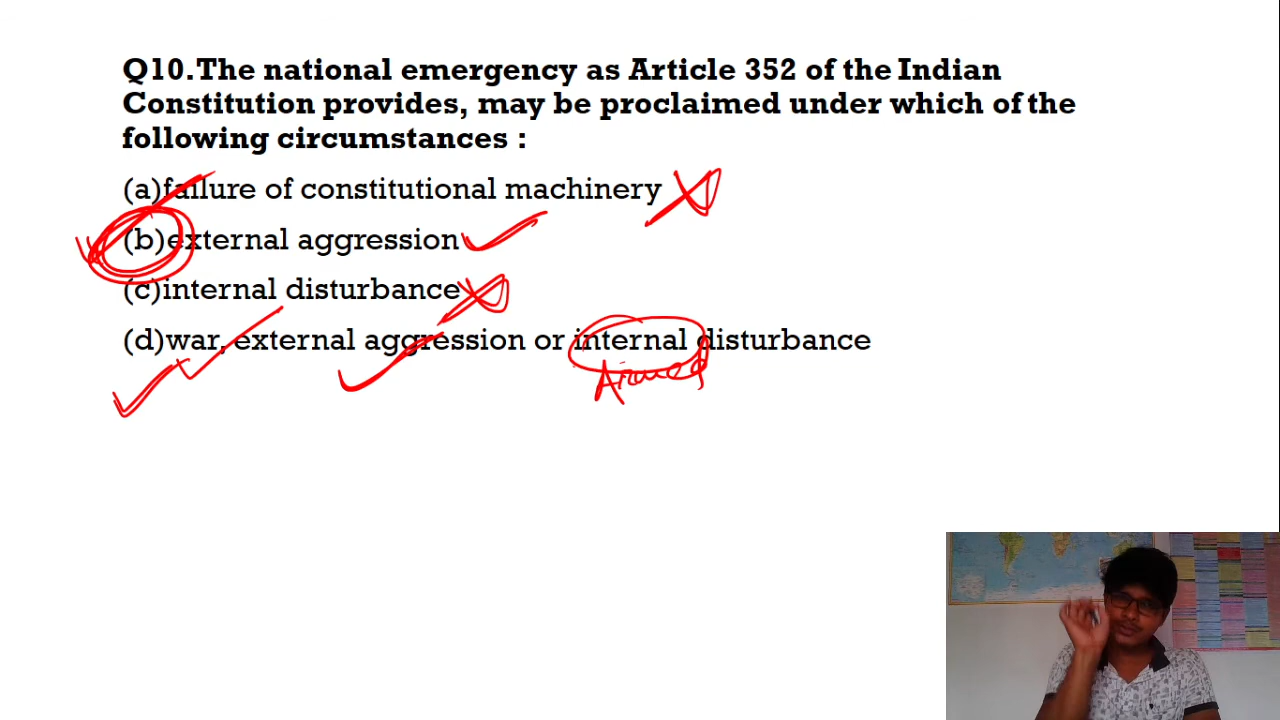 Q10.The national emergency as Article 352 of the Indian
Constitution provides, may be proclaimed under which of the
following circumstances :
(a)failure of constitutional machinery
(b)external aggression
(c)internal disturbance
(d)war, external aggression or internal disturbance
Armed